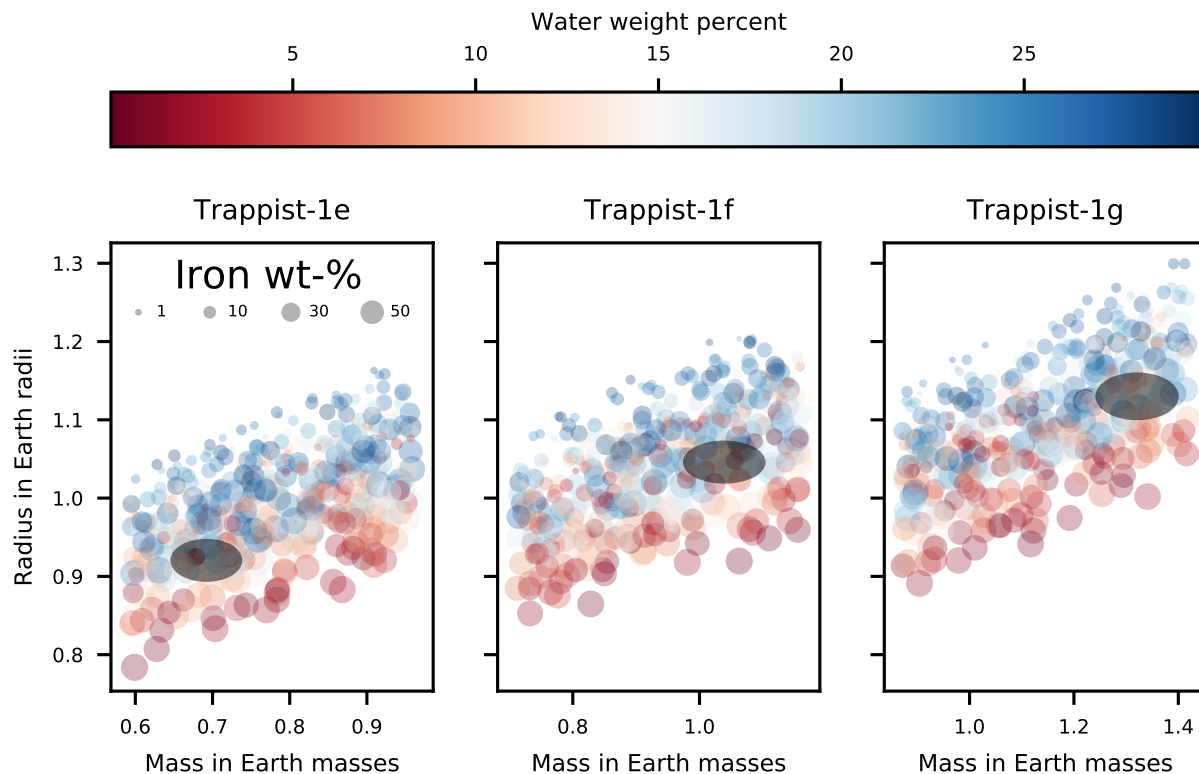 Water weight percent
5 10 15 20 25
Trappist-1e Trappist-1f Trappist-1g
Iron wt-%
1 10 30 50
Radius in Earth radii
1.3
1.2
1.1
1.0
0.9
0.8
0.6 0.7 0.8 0.9 0.8 1.0 1.0 1.2 1.4
Mass in Earth masses Mass in Earth masses Mass in Earth masses